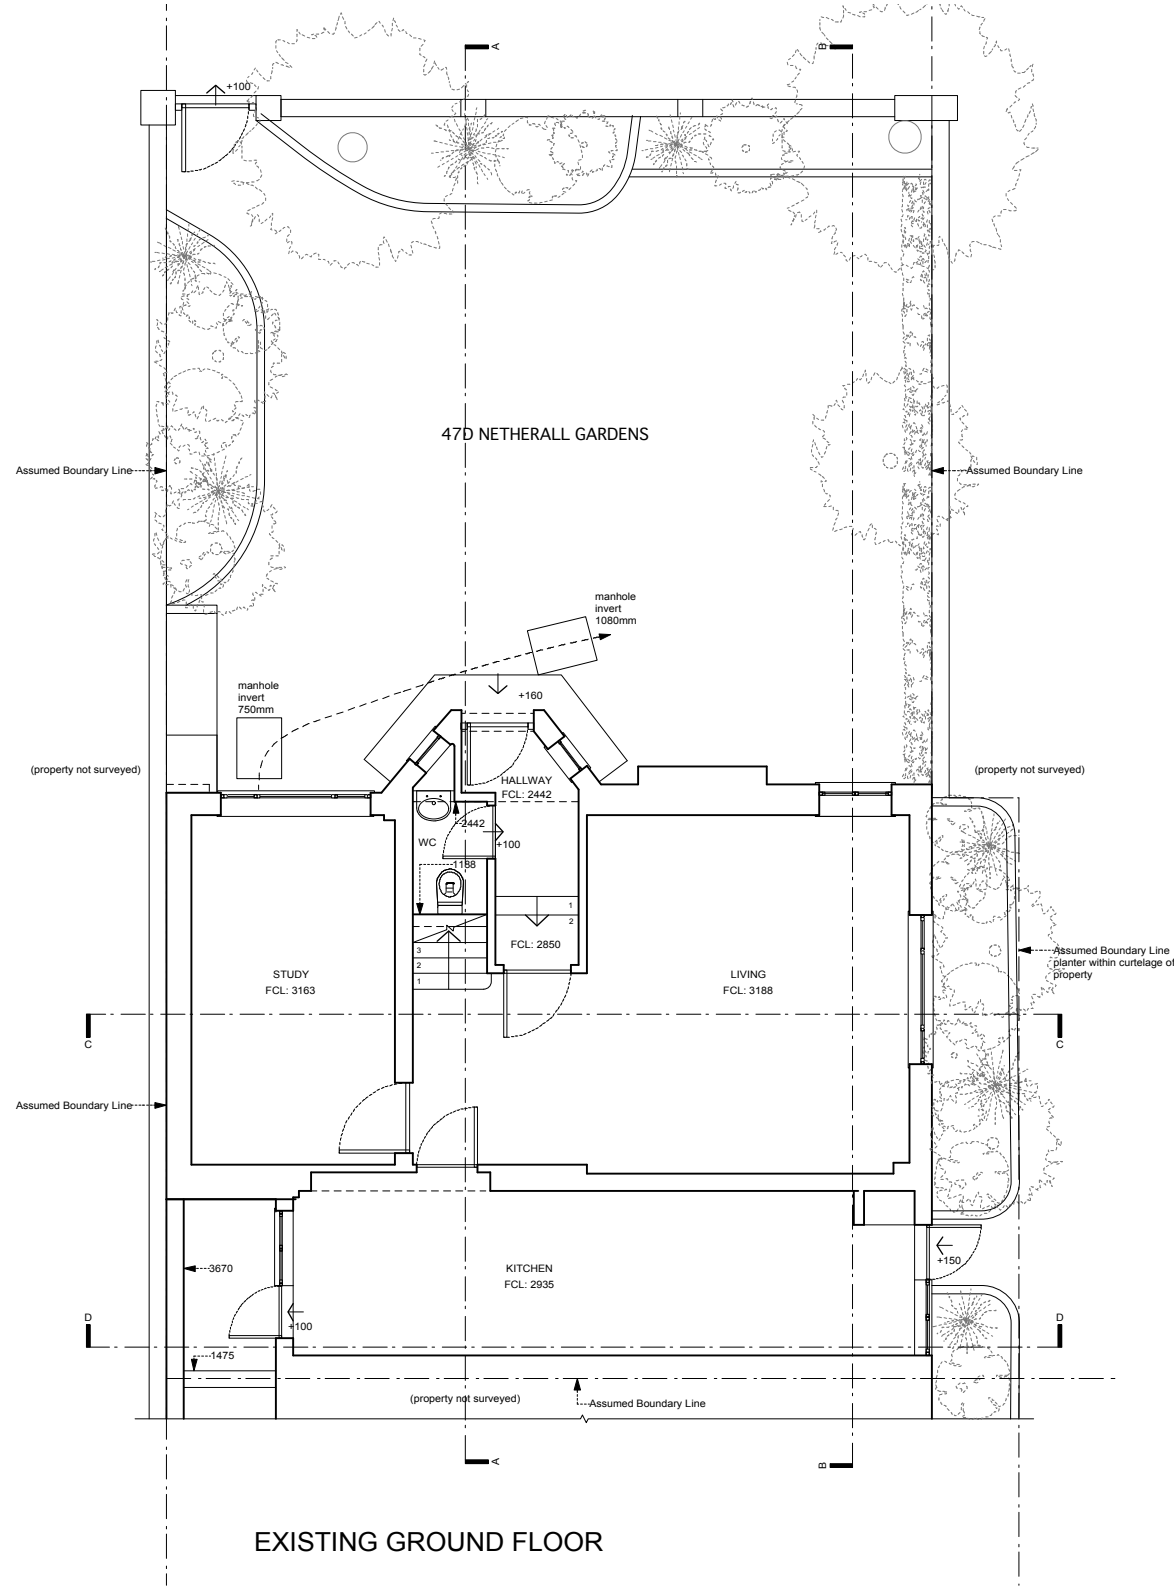 A
B
+100
47D NETHERALL GARDENS
Assumed Boundary Line
Assumed Boundary Line
manhole
invert
1080mm
manhole
invert
750mm
+160
(property not surveyed)
(property not surveyed)
HALLWAY
FCL: 2442
2442
WC
+100
1188
1
2
FCL: 2850
3
2
1
STUDY
FCL: 3163
LIVING
FCL: 3188
Assumed Boundary Line
planter within curtelage of
property
C
C
Assumed Boundary Line
3670
KITCHEN
FCL: 2935
+150
D
D
+100
1475
(property not surveyed)
Assumed Boundary Line
A
B
EXISTING GROUND FLOOR